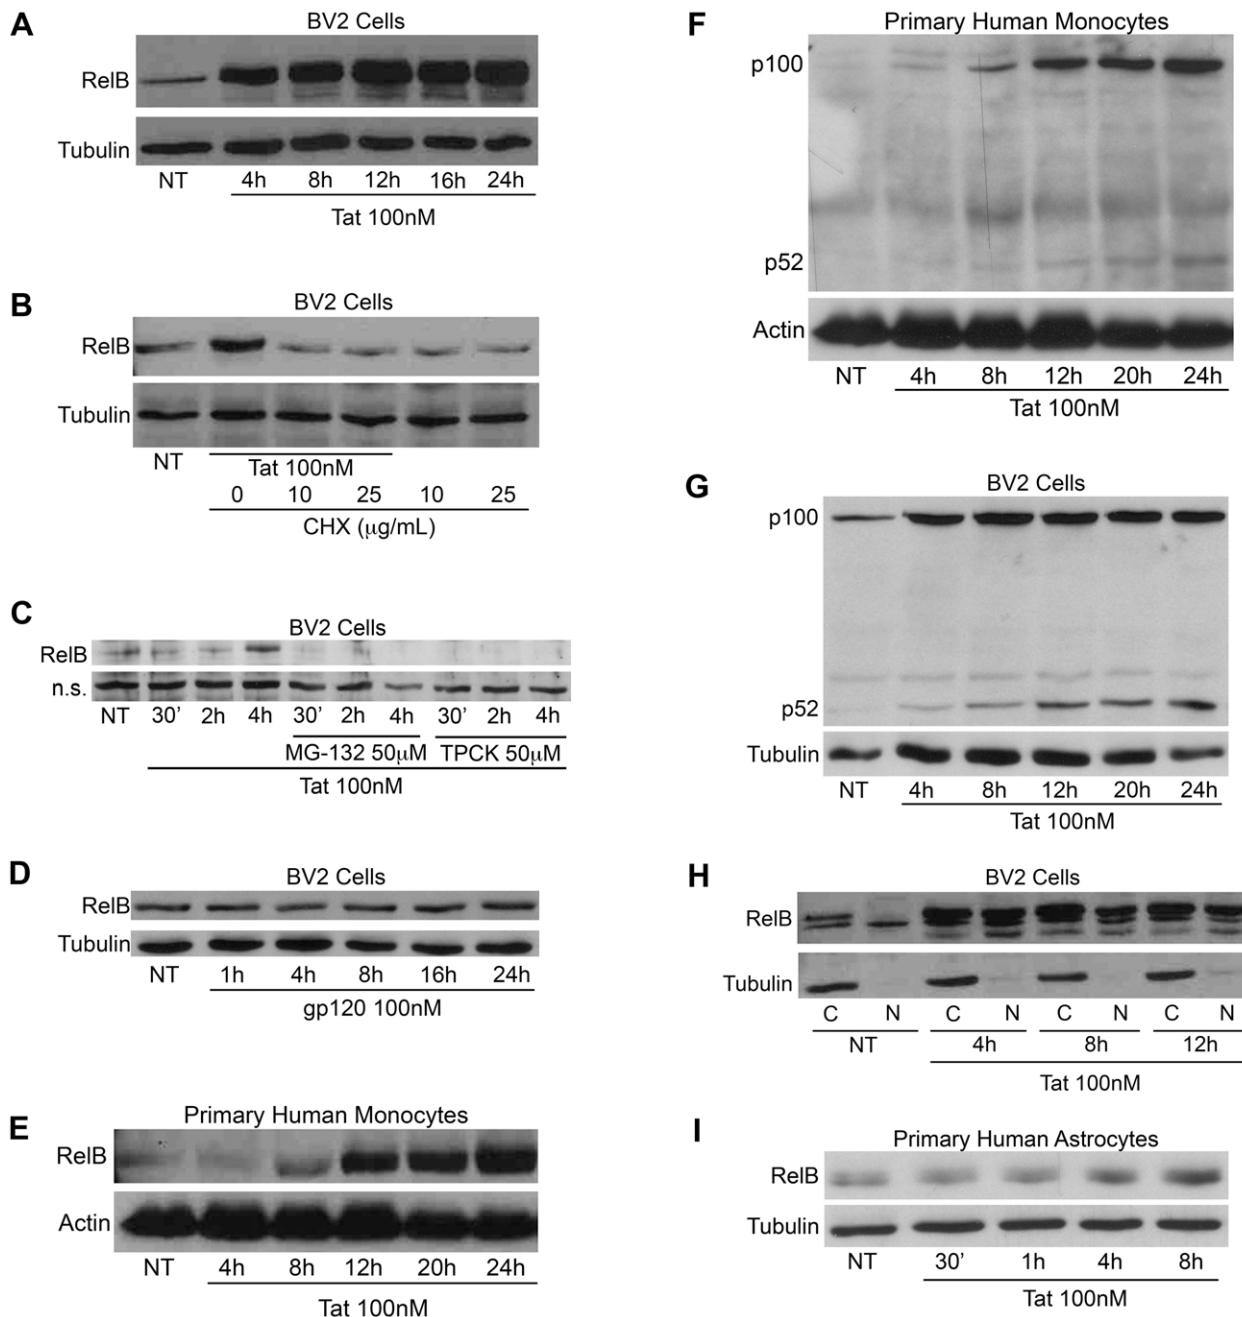 A
BV2 Cells
RelB
Tubulin
NT 4h 8h 12h 16h 24h
Tat 100nM
B
BV2 Cells
RelB
Tubulin
NT Tat 100nM
0 10 25 10 25
CHX (μg/mL)
C
BV2 Cells
RelB
n.s.
NT 30' 2h 4h 30' 2h 4h 30' 2h 4h
MG-132 50μM TPCK 50μM
Tat 100nM
D
BV2 Cells
RelB
Tubulin
NT 1h 4h 8h 16h 24h
gp120 100nM
E
Primary Human Monocytes
RelB
Actin
NT 4h 8h 12h 20h 24h
Tat 100nM
F
Primary Human Monocytes
p100
p52
Actin
NT 4h 8h 12h 20h 24h
Tat 100nM
G
BV2 Cells
p100
p52
Tubulin
NT 4h 8h 12h 20h 24h
Tat 100nM
H
BV2 Cells
RelB
Tubulin
C N C N C N C N
NT 4h 8h 12h
Tat 100nM
I
Primary Human Astrocytes
RelB
Tubulin
NT 30' 1h 4h 8h
Tat 100nM